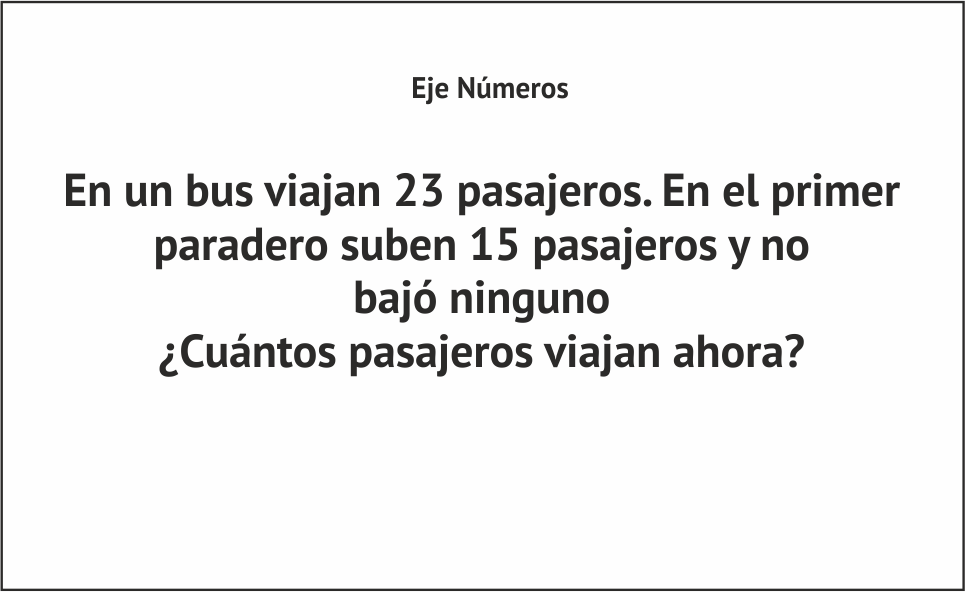 Eje Números
En un bus viajan 23 pasajeros. En el primer
paradero suben 15 pasajeros y no
bajó ninguno
¿Cuántos pasajeros viajan ahora?